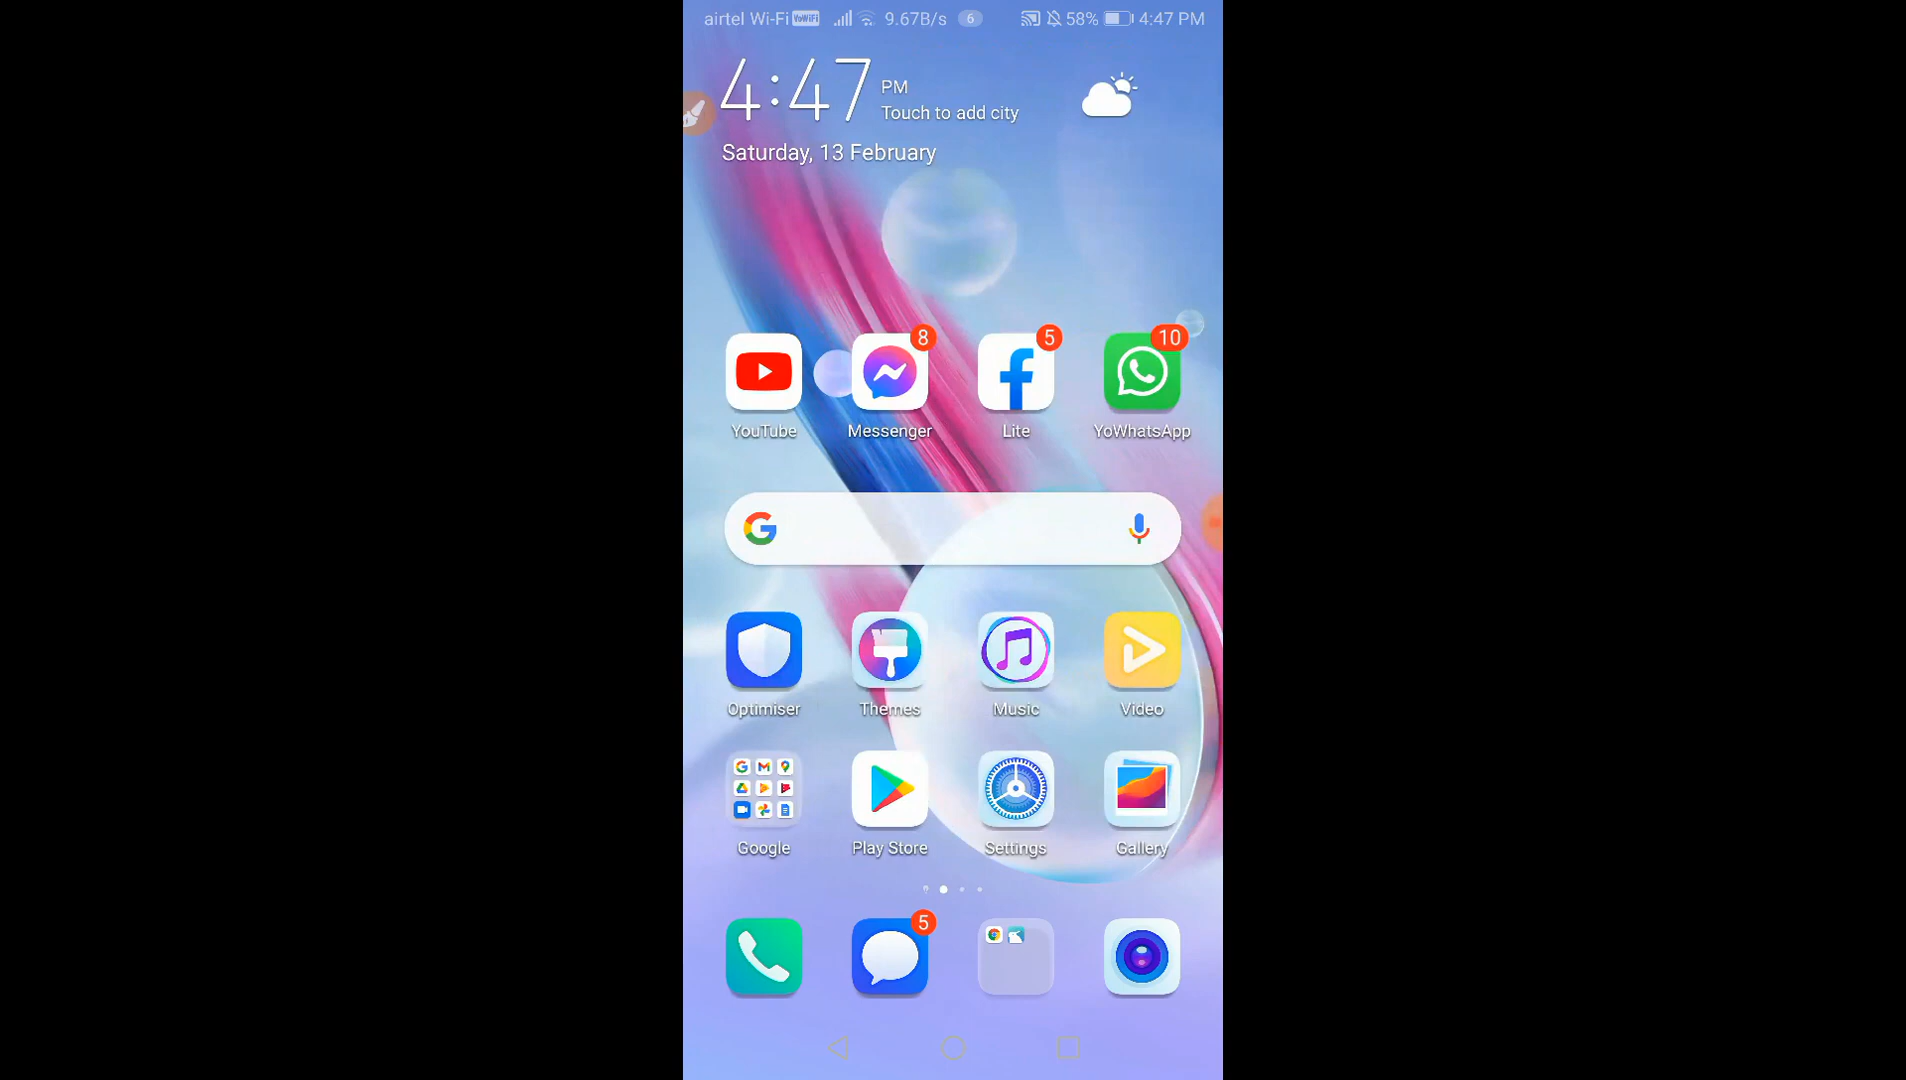 airtel Wi-Fi VoWiFi 9.67B/s 6 58% 4:47 PM
4:47 PM
Touch to add city
Saturday, 13 February
8 5 10
YouTube Messenger Lite YoWhatsApp
Optimiser Themes Music Video
Google Play Store Settings Gallery
5